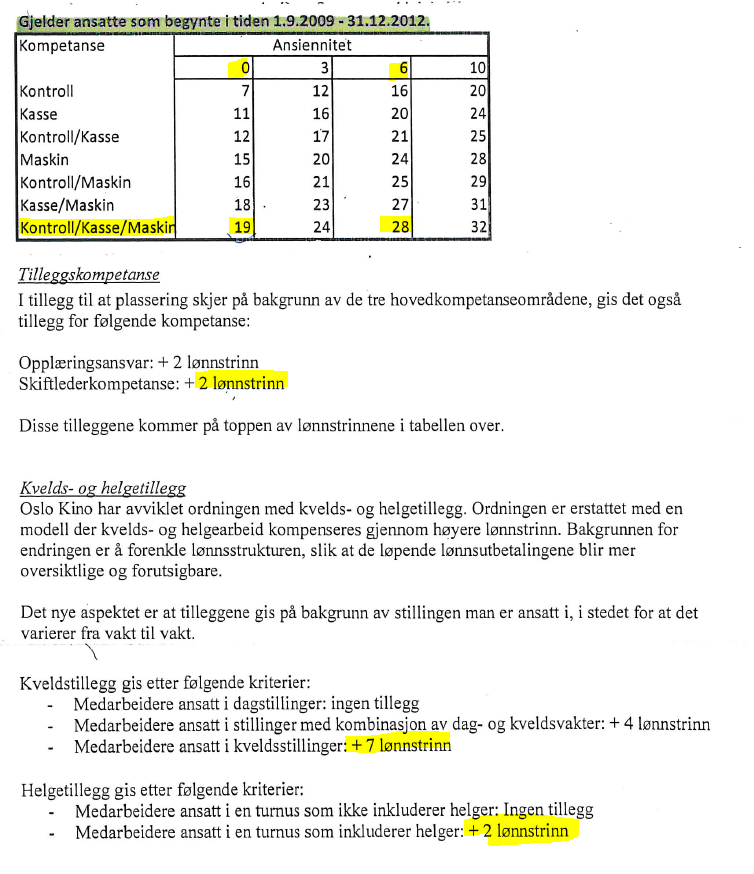 Gjelder ansatte som begynte i tiden 1.9.2009 - 31.12.2012.
Kompetanse Ansiennitet
0 3 6 10
Kontroll 7 12 16 20
Kasse 11 16 20 24
Kontroll/Kasse 12 17 21 25
Maskin 15 20 24 28
Kontroll/Maskin 16 21 25 29
Kasse/Maskin 18 23 27 31
Kontroll/Kasse/Maskin 19 24 28 32
Tilleggskompetanse
I tillegg til at plassering skjer på bakgrunn av de tre hovedkompetanseområdene, gis det også
tillegg for følgende kompetanse:
Opplæringsansvar: + 2 lønnstrinn
Skiftlederkompetanse: + 2 lønnstrinn
Disse tilleggene kommer på toppen av lønnstrinnene i tabellen over.
Kvelds- og helgetillegg
Oslo Kino har avviklet ordningen med kvelds- og helgetillegg. Ordningen er erstattet med en
modell der kvelds- og helgearbeid kompenseres gjennom høyere lønnstrinn. Bakgrunnen for
endringen er å forenkle lønnsstrukturen, slik at de løpende lønnsutbetalingene blir mer
oversiktlige og forutsigbare.
Det nye aspektet er at tilleggene gis på bakgrunn av stillingen man er ansatt i, i stedet for at det
varierer fra vakt til vakt.
Kveldstillegg gis etter følgende kriterier:
- Medarbeidere ansatt i dagstillinger: ingen tillegg
- Medarbeidere ansatt i stillinger med kombinasjon av dag- og kveldsvakter: + 4 lønnstrinn
- Medarbeidere ansatt i kveldsstillinger: + 7 lønnstrinn
Helgetillegg gis etter følgende kriterier:
- Medarbeidere ansatt i en turnus som ikke inkluderer helger: Ingen tillegg
- Medarbeidere ansatt i en turnus som inkluderer helger: + 2 lønnstrinn